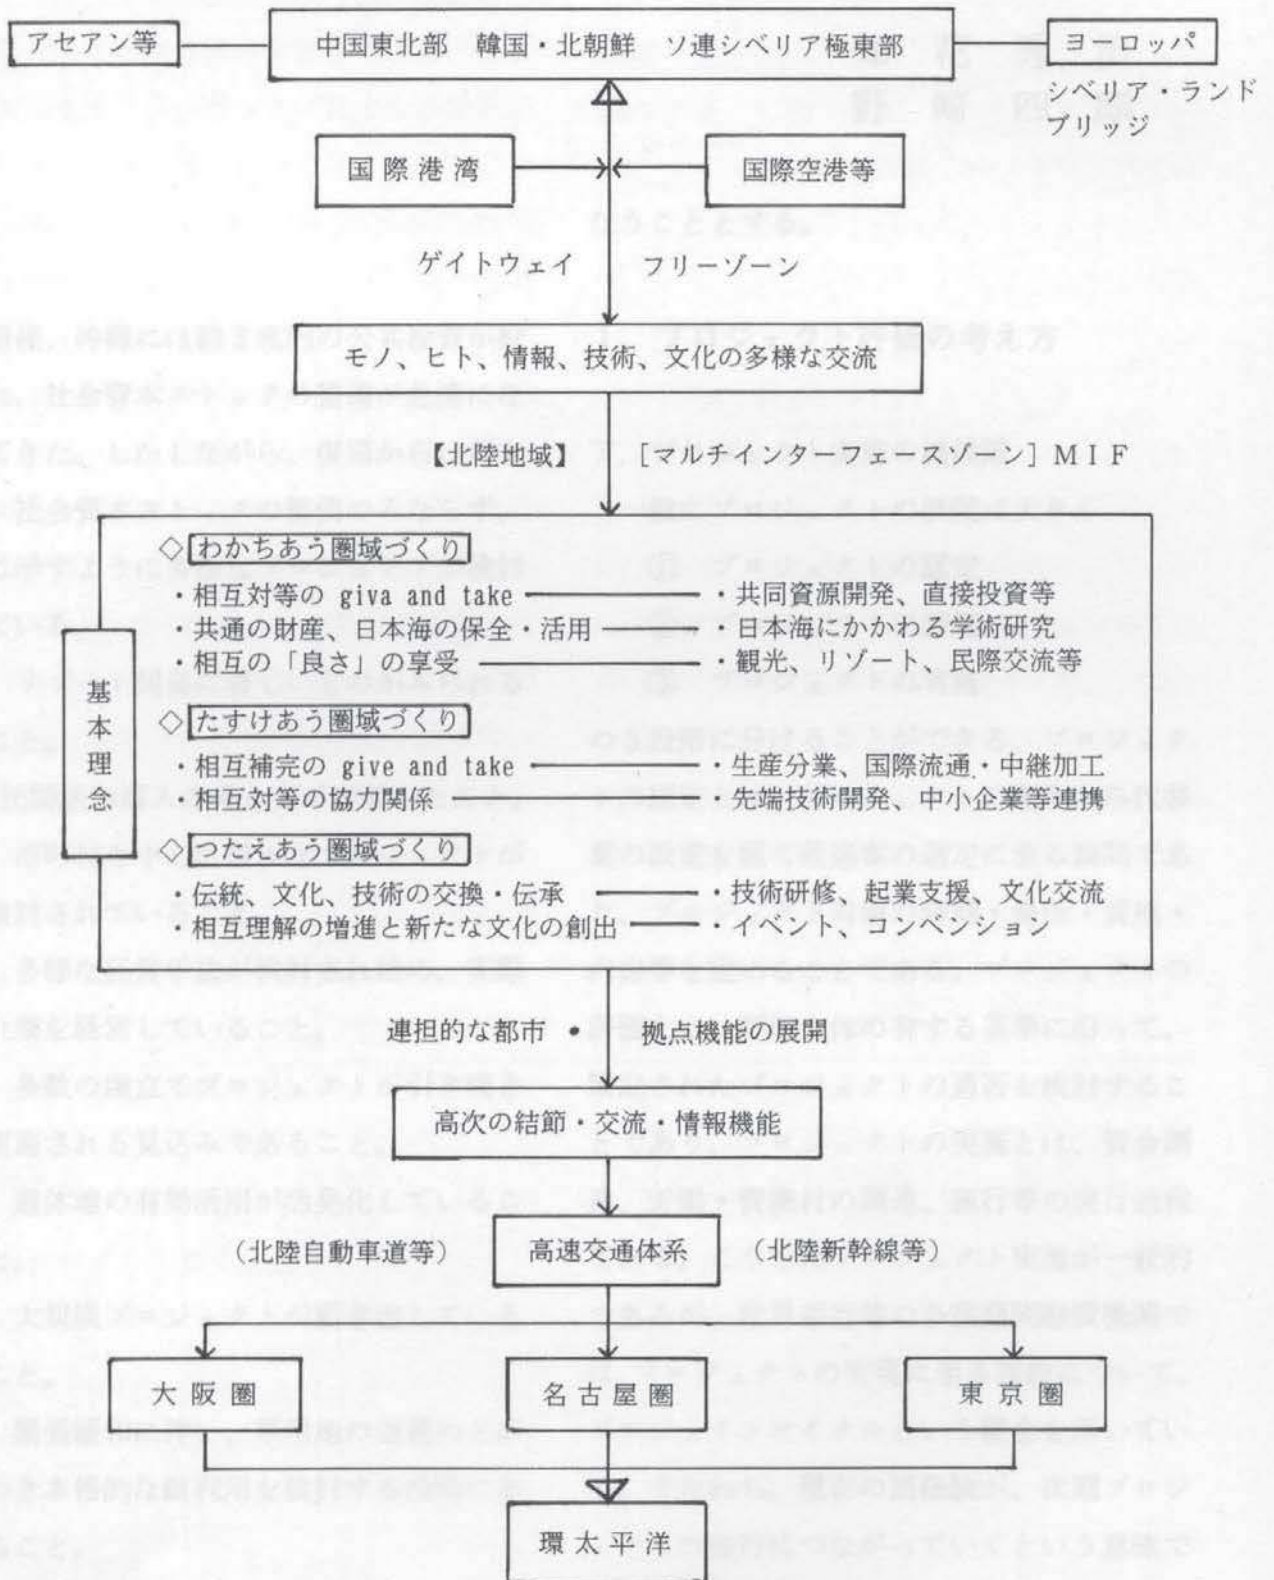 アセアン等
中国東北部 韓国・北朝鮮 ソ連シベリア極東部
ヨーロッパ
シベリア・ランド
ブリッジ
国際港湾
国際空港等
ゲイトウェイ
フリーゾーン
モノ、ヒト、情報、技術、文化の多様な交流
【北陸地域】 [マルチインターフェースゾーン] MIF
基本理念
◇わかちあう圏域づくり
・相互対等の giva and take ・共同資源開発、直接投資等
・共通の財産、日本海の保全・活用 ・日本海にかかわる学術研究
・相互の「良さ」の享受 ・観光、リゾート、民際交流等
◇たすけあう圏域づくり
・相互補完の give and take ・生産分業、国際流通・中継加工
・相互対等の協力関係 ・先端技術開発、中小企業等連携
◇つたえあう圏域づくり
・伝統、文化、技術の交換・伝承 ・技術研修、起業支援、文化交流
・相互理解の増進と新たな文化の創出 ・イベント、コンベンション
連担的な都市 • 拠点機能の展開
高次の結節・交流・情報機能
(北陸自動車道等) 高速交通体系 (北陸新幹線等)
大阪圏 名古屋圏 東京圏
環太平洋